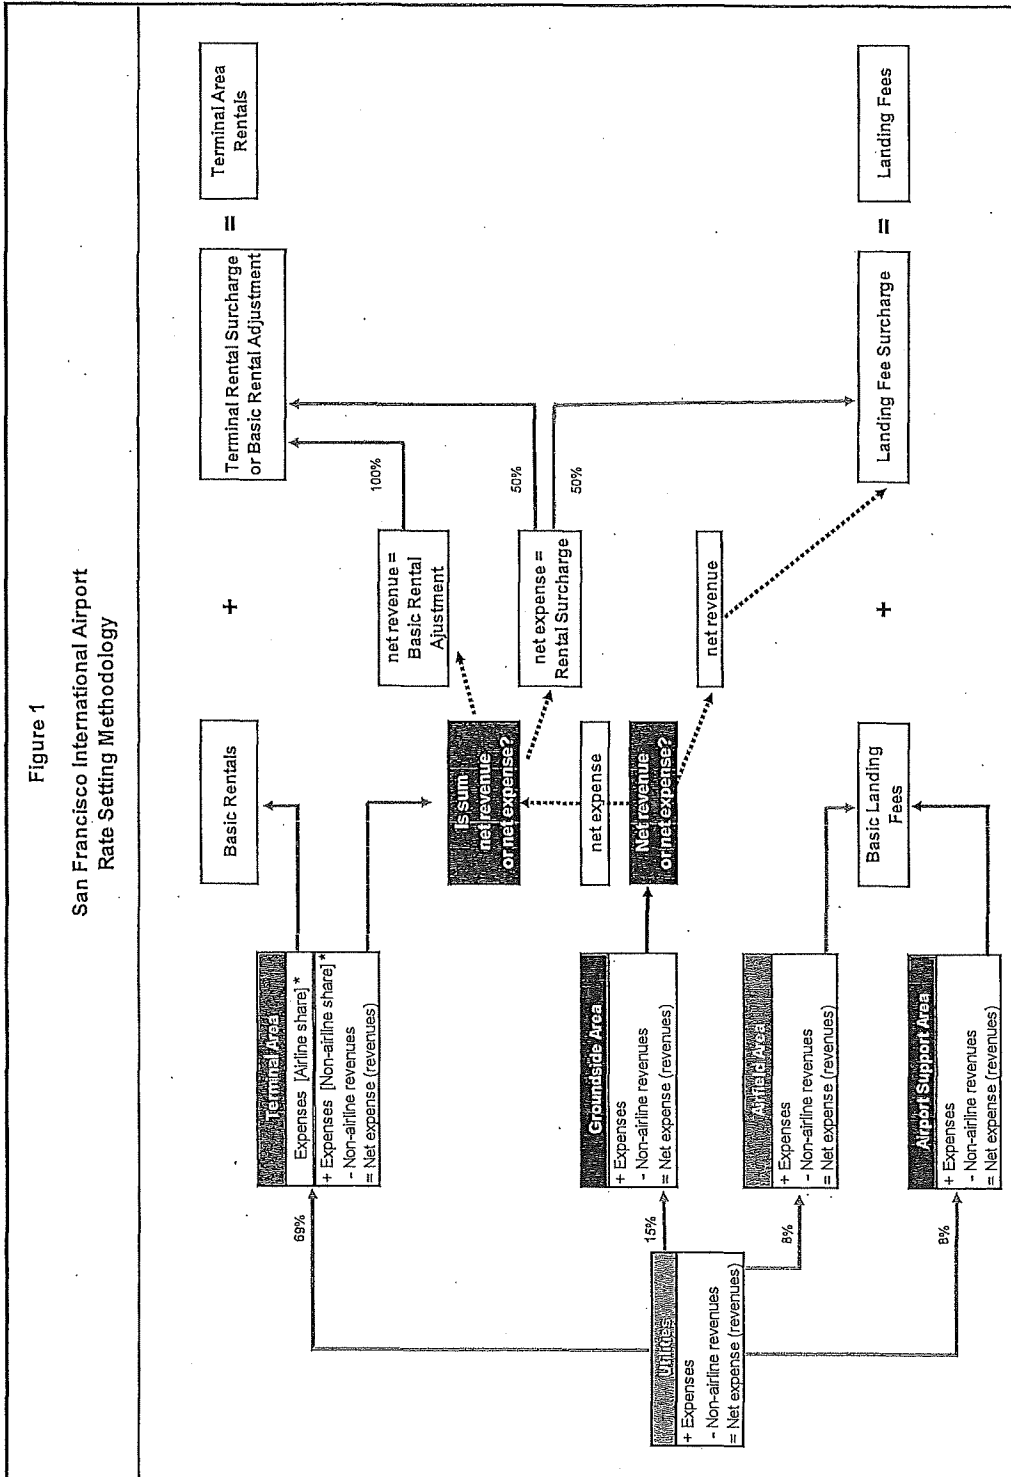 Figure 1
San Francisco International Airport
Rate Setting Methodology
Utilities
+ Expenses
- Non-airline revenues
= Net expense (revenues)
69%
15%
8%
8%
Terminal Area
Expenses [Airline share] *
+ Expenses [Non-airline share] *
- Non-airline revenues
= Net expense (revenues)
Groundside Area
+ Expenses
- Non-airline revenues
= Net expense (revenues)
Airfield Area
+ Expenses
- Non-airline revenues
= Net expense (revenues)
Airport Support Area
+ Expenses
- Non-airline revenues
= Net expense (revenues)
Basic Rentals
Is sum
net revenue
or net expense?
net expense
Net revenue
or net expense?
Basic Landing
Fees
+
net revenue =
Basic Rental
Ajustment
net expense =
Rental Surcharge
net revenue
+
100%
50%
50%
Terminal Rental Surcharge
or Basic Rental Adjustment
=
Terminal Area
Rentals
Landing Fee Surcharge
=
Landing Fees